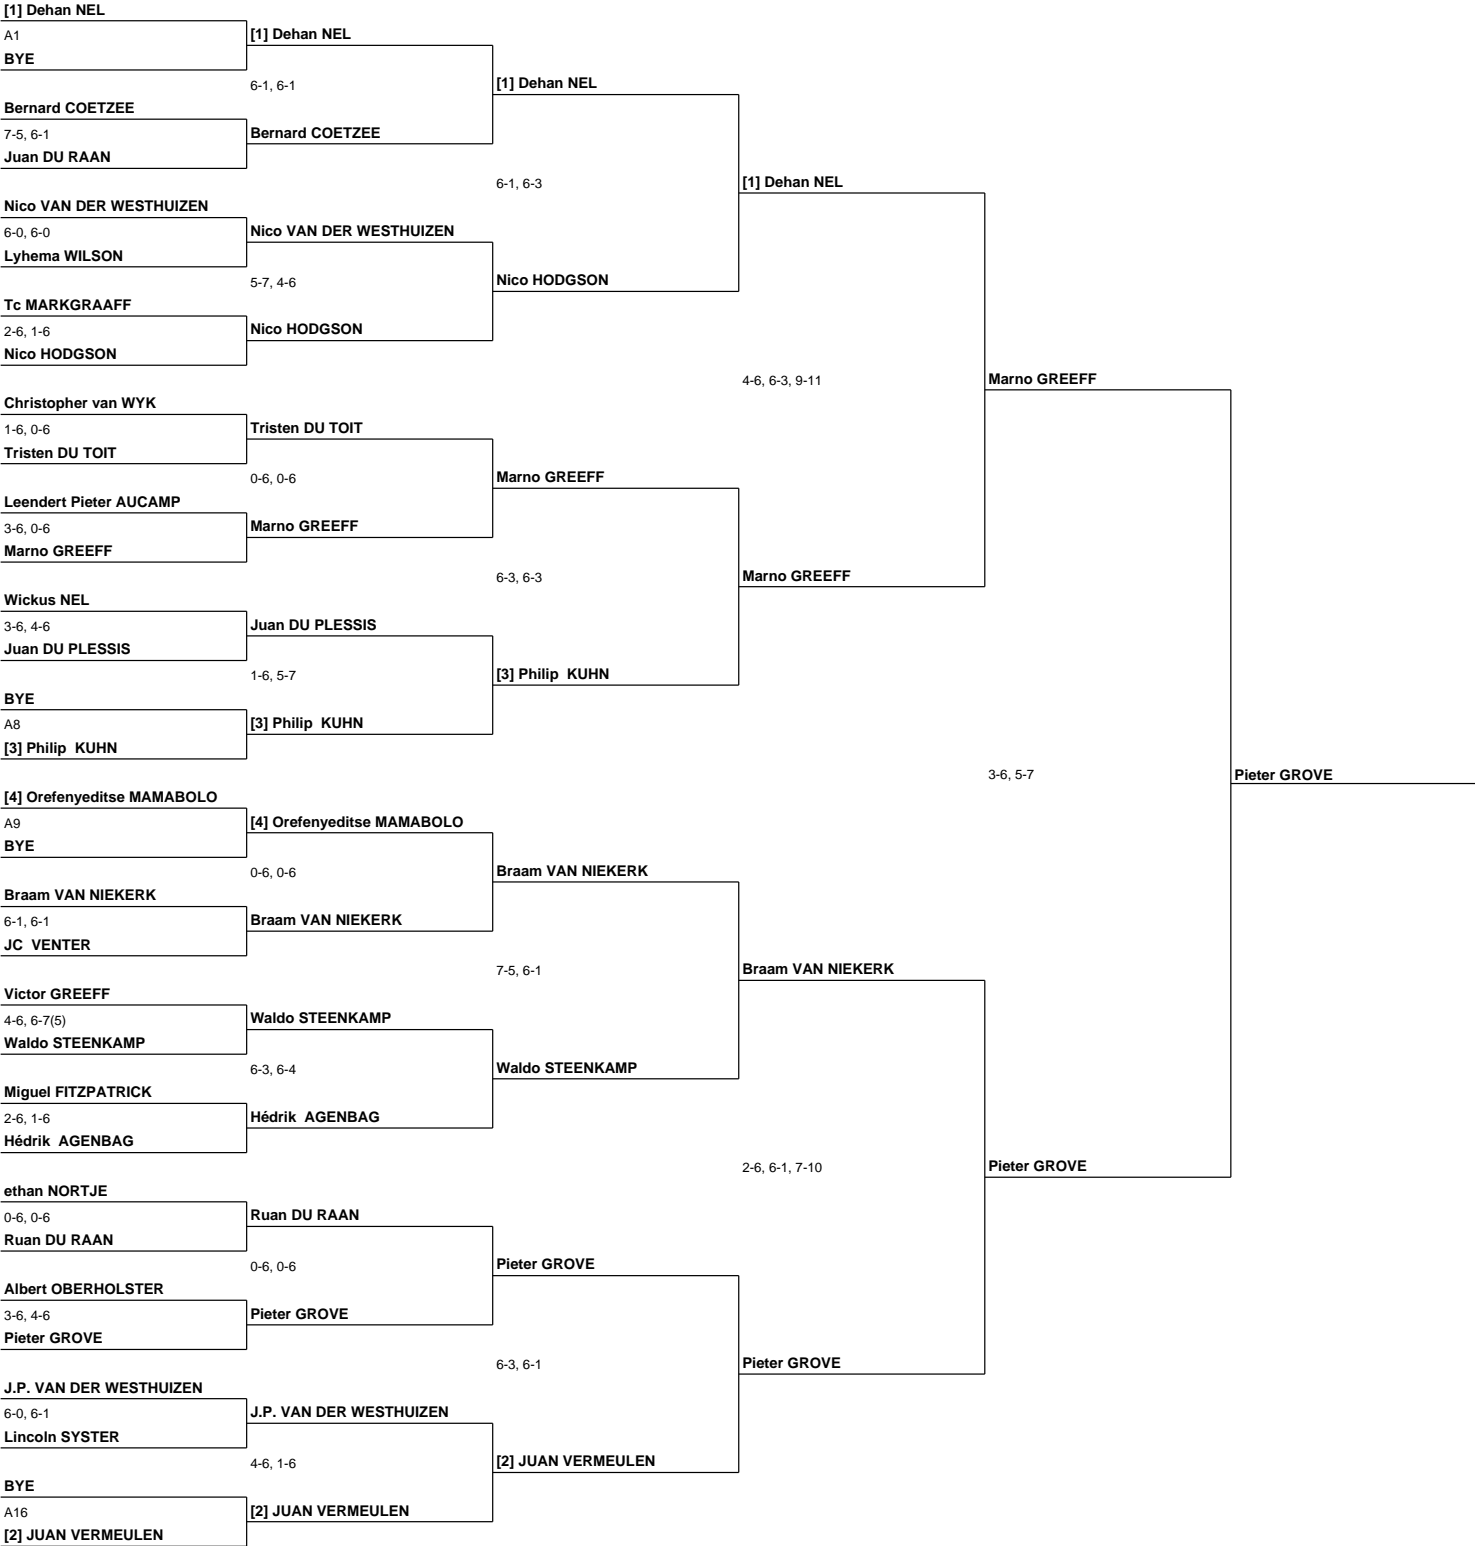 [1] Dehan NEL
A1
BYE
Bernard COETZEE
7-5, 6-1
Juan DU RAAN
Nico VAN DER WESTHUIZEN
6-0, 6-0
Lyhema WILSON
Tc MARKGRAAFF
2-6, 1-6
Nico HODGSON
Christopher van WYK
1-6, 0-6
Tristen DU TOIT
Leendert Pieter AUCAMP
3-6, 0-6
Marno GREEFF
Wickus NEL
3-6, 4-6
Juan DU PLESSIS
BYE
A8
[3] Philip  KUHN
[4] Orefenyeditse MAMABOLO
A9
BYE
Braam VAN NIEKERK
6-1, 6-1
JC  VENTER
Victor GREEFF
4-6, 6-7(5)
Waldo STEENKAMP
Miguel FITZPATRICK
2-6, 1-6
Hédrik  AGENBAG
ethan NORTJE
0-6, 0-6
Ruan DU RAAN
Albert OBERHOLSTER
3-6, 4-6
Pieter GROVE
J.P. VAN DER WESTHUIZEN
6-0, 6-1
Lincoln SYSTER
BYE
A16
[2] JUAN VERMEULEN
[1] Dehan NEL
6-1, 6-1
Bernard COETZEE
Nico VAN DER WESTHUIZEN
5-7, 4-6
Nico HODGSON
Tristen DU TOIT
0-6, 0-6
Marno GREEFF
Juan DU PLESSIS
1-6, 5-7
[3] Philip  KUHN
[4] Orefenyeditse MAMABOLO
0-6, 0-6
Braam VAN NIEKERK
Waldo STEENKAMP
6-3, 6-4
Hédrik  AGENBAG
Ruan DU RAAN
0-6, 0-6
Pieter GROVE
J.P. VAN DER WESTHUIZEN
4-6, 1-6
[2] JUAN VERMEULEN
[1] Dehan NEL
6-1, 6-3
Nico HODGSON
Marno GREEFF
6-3, 6-3
[3] Philip  KUHN
Braam VAN NIEKERK
7-5, 6-1
Waldo STEENKAMP
Pieter GROVE
6-3, 6-1
[2] JUAN VERMEULEN
[1] Dehan NEL
4-6, 6-3, 9-11
Marno GREEFF
Braam VAN NIEKERK
2-6, 6-1, 7-10
Pieter GROVE
Marno GREEFF
3-6, 5-7
Pieter GROVE
Pieter GROVE